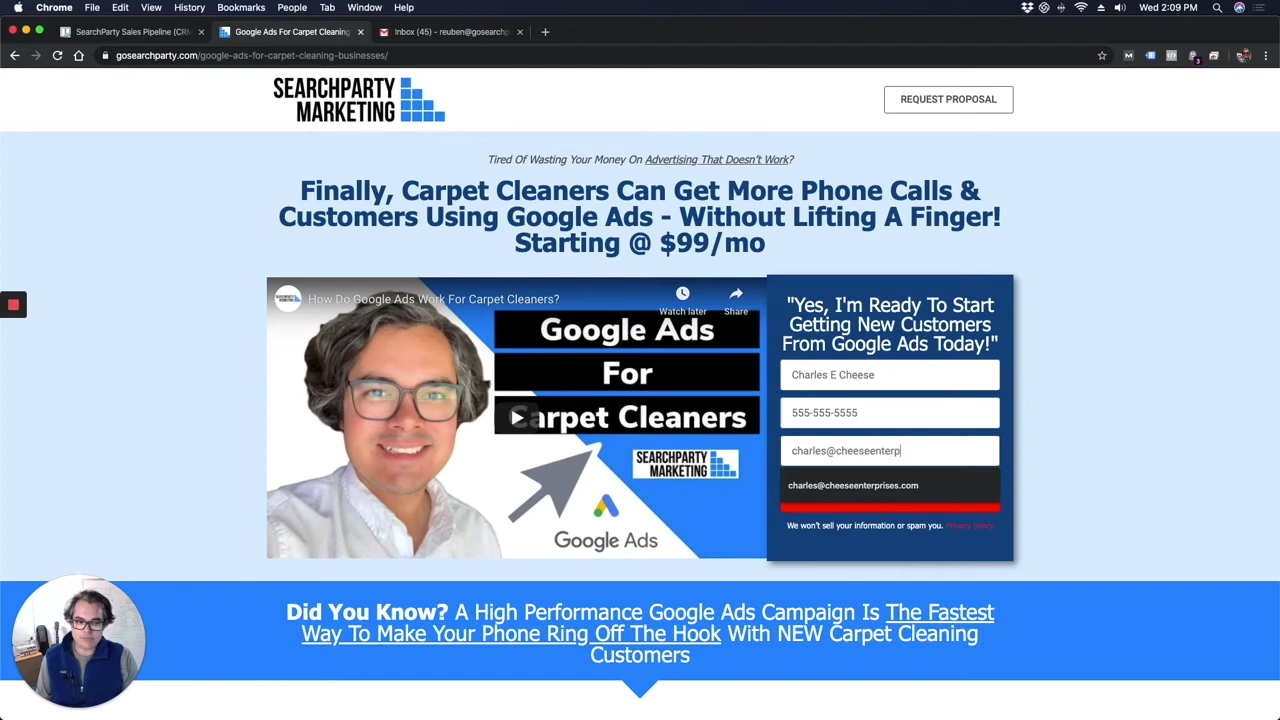 Chrome File Edit View History Bookmarks People Tab Window Help
Wed 2:09 PM
SearchParty Sales Pipeline (CRM
Google Ads For Carpet Cleaning
Inbox (45) - reuben@gosearchp
gosearchparty.com/google-ads-for-carpet-cleaning-businesses/
3
SEARCHPARTY
MARKETING
REQUEST PROPOSAL
Tired Of Wasting Your Money On Advertising That Doesn't Work?
Finally, Carpet Cleaners Can Get More Phone Calls &
Customers Using Google Ads - Without Lifting A Finger!
Starting @ $99/mo
How Do Google Ads Work For Carpet Cleaners?
Watch later
Share
Google Ads
For
Carpet Cleaners
SEARCHPARTY
MARKETING
Google Ads
"Yes, I'm Ready To Start
Getting New Customers
From Google Ads Today!"
Charles E Cheese
555-555-5555
charles@cheeseenterp
charles@cheeseenterprises.com
We won't sell your information or spam you. Privacy policy
Did You Know? A High Performance Google Ads Campaign Is The Fastest
Way To Make Your Phone Ring Off The Hook With NEW Carpet Cleaning
Customers